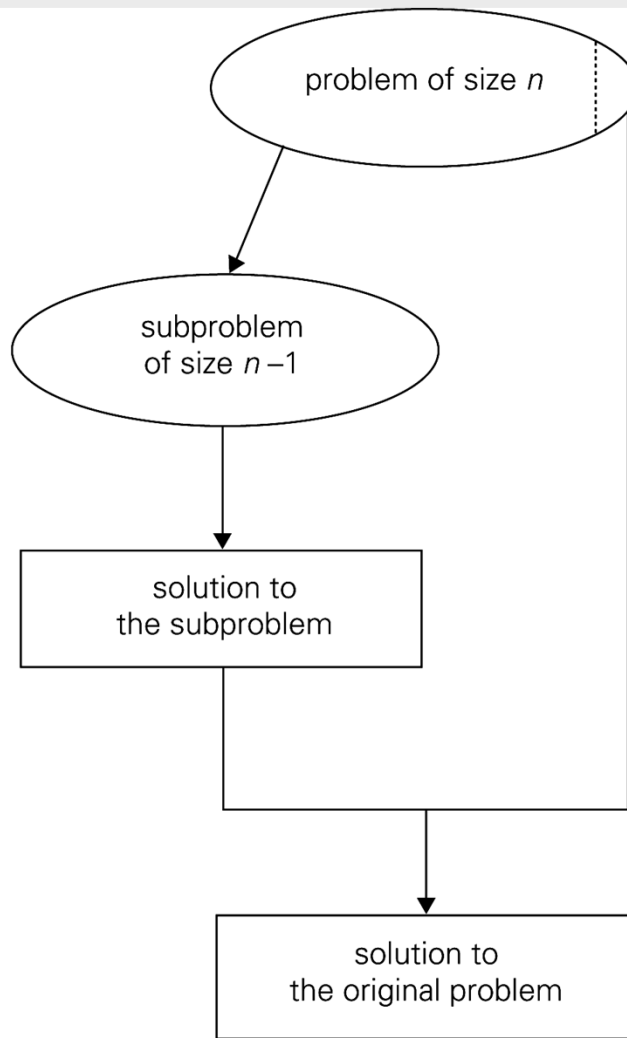 problem of size n
subproblem
of size n–1
solution to
the subproblem
solution to
the original problem